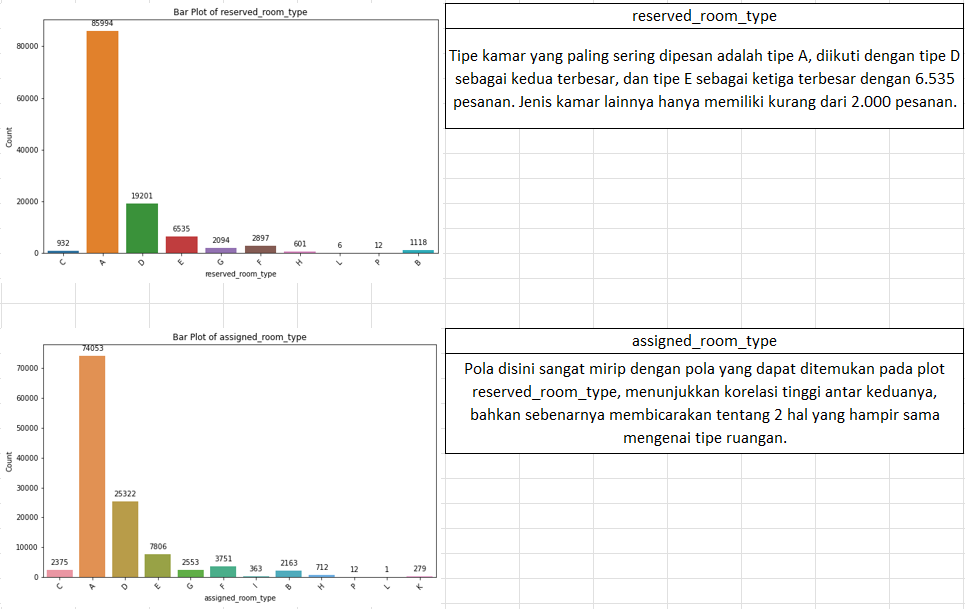 Bar Plot of reserved_room_type
85994
80000
60000
40000
20000
0
Count
932
19201
6535
2094
2897
601
6
12
1118
C
A
D
E
G
F
H
L
P
B
reserved_room_type
reserved_room_type
Tipe kamar yang paling sering dipesan adalah tipe A, diikuti dengan tipe D
sebagai kedua terbesar, dan tipe E sebagai ketiga terbesar dengan 6.535
pesanan. Jenis kamar lainnya hanya memiliki kurang dari 2.000 pesanan.
Bar Plot of assigned_room_type
74053
70000
60000
50000
40000
30000
20000
10000
0
Count
2375
25322
7806
2553
3751
363
2163
712
12
1
279
C
A
D
E
G
F
I
B
H
P
L
K
assigned_room_type
assigned_room_type
Pola disini sangat mirip dengan pola yang dapat ditemukan pada plot
reserved_room_type, menunjukkan korelasi tinggi antar keduanya,
bahkan sebenarnya membicarakan tentang 2 hal yang hampir sama
mengenai tipe ruangan.